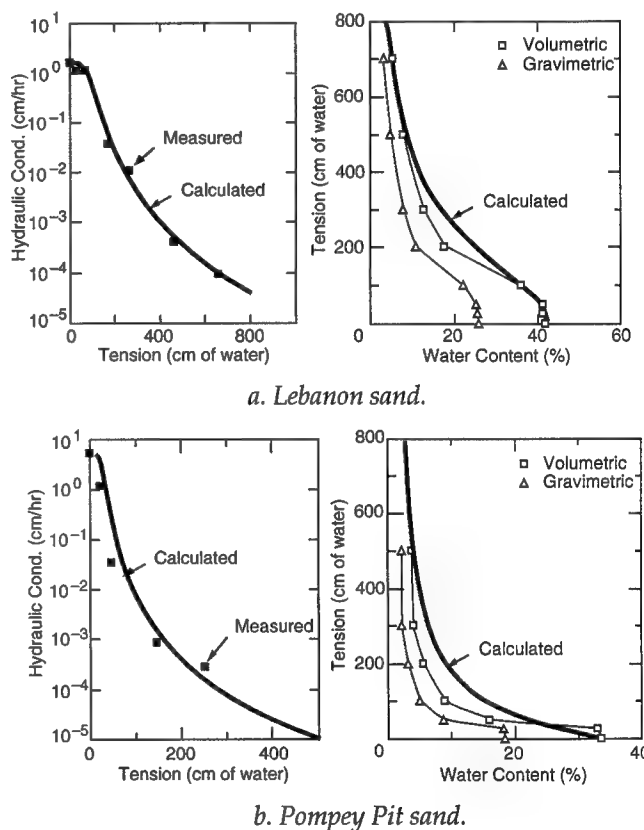 Hydraulic Cond. (cm/hr)
10¹
10⁰
10⁻¹
10⁻²
10⁻³
10⁻⁴
10⁻⁵
Measured
Calculated
0 400 800
Tension (cm of water)
Tension (cm of water)
800
600
400
200
0
□ Volumetric
△ Gravimetric
Calculated
20 40 60
Water Content (%)
a. Lebanon sand.
Hydraulic Cond. (cm/hr)
10¹
10⁰
10⁻¹
10⁻²
10⁻³
10⁻⁴
10⁻⁵
Calculated
Measured
0 200 400
Tension (cm of water)
Tension (cm of water)
800
600
400
200
0
□ Volumetric
△ Gravimetric
Calculated
20 40
Water Content (%)
b. Pompey Pit sand.